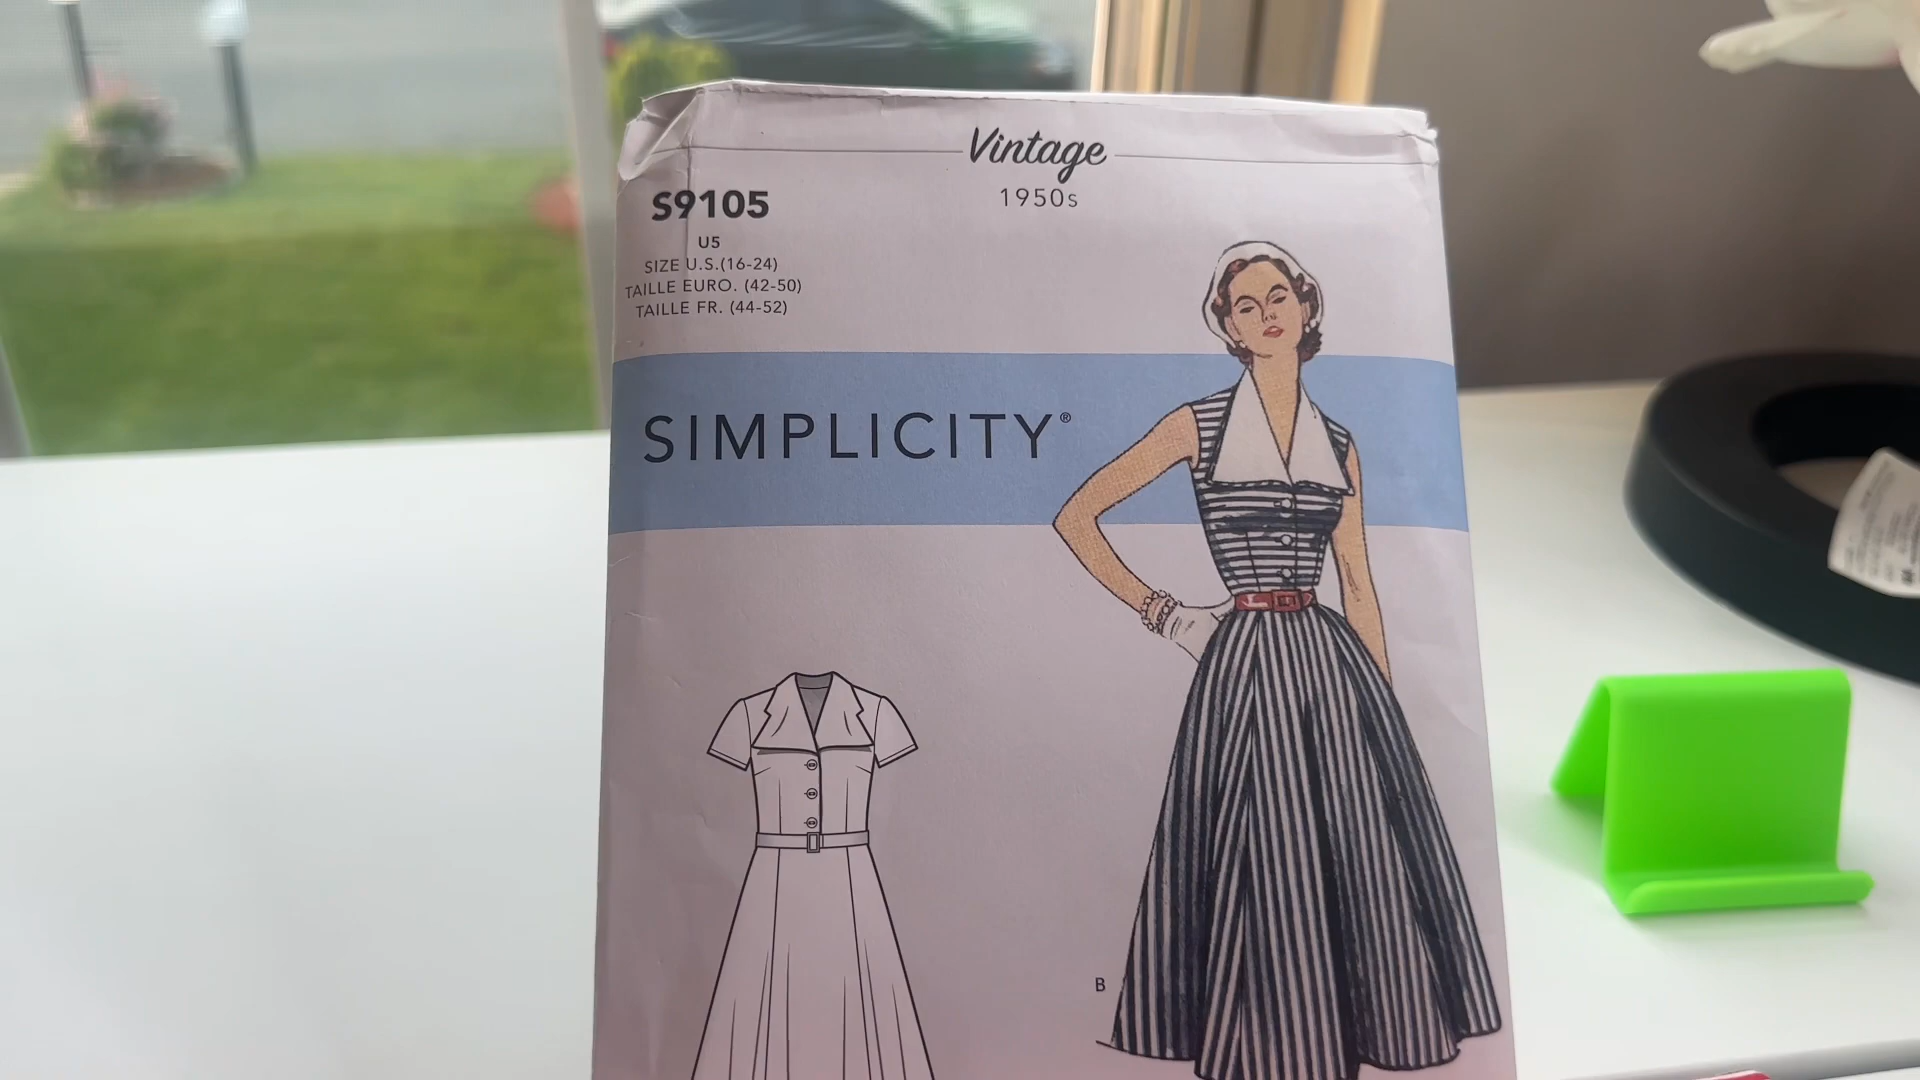 Vintage
1950s
S9105
U5
SIZE U.S.(16-24)
TAILLE EURO. (42-50)
TAILLE FR. (44-52)
SIMPLICITY®
B